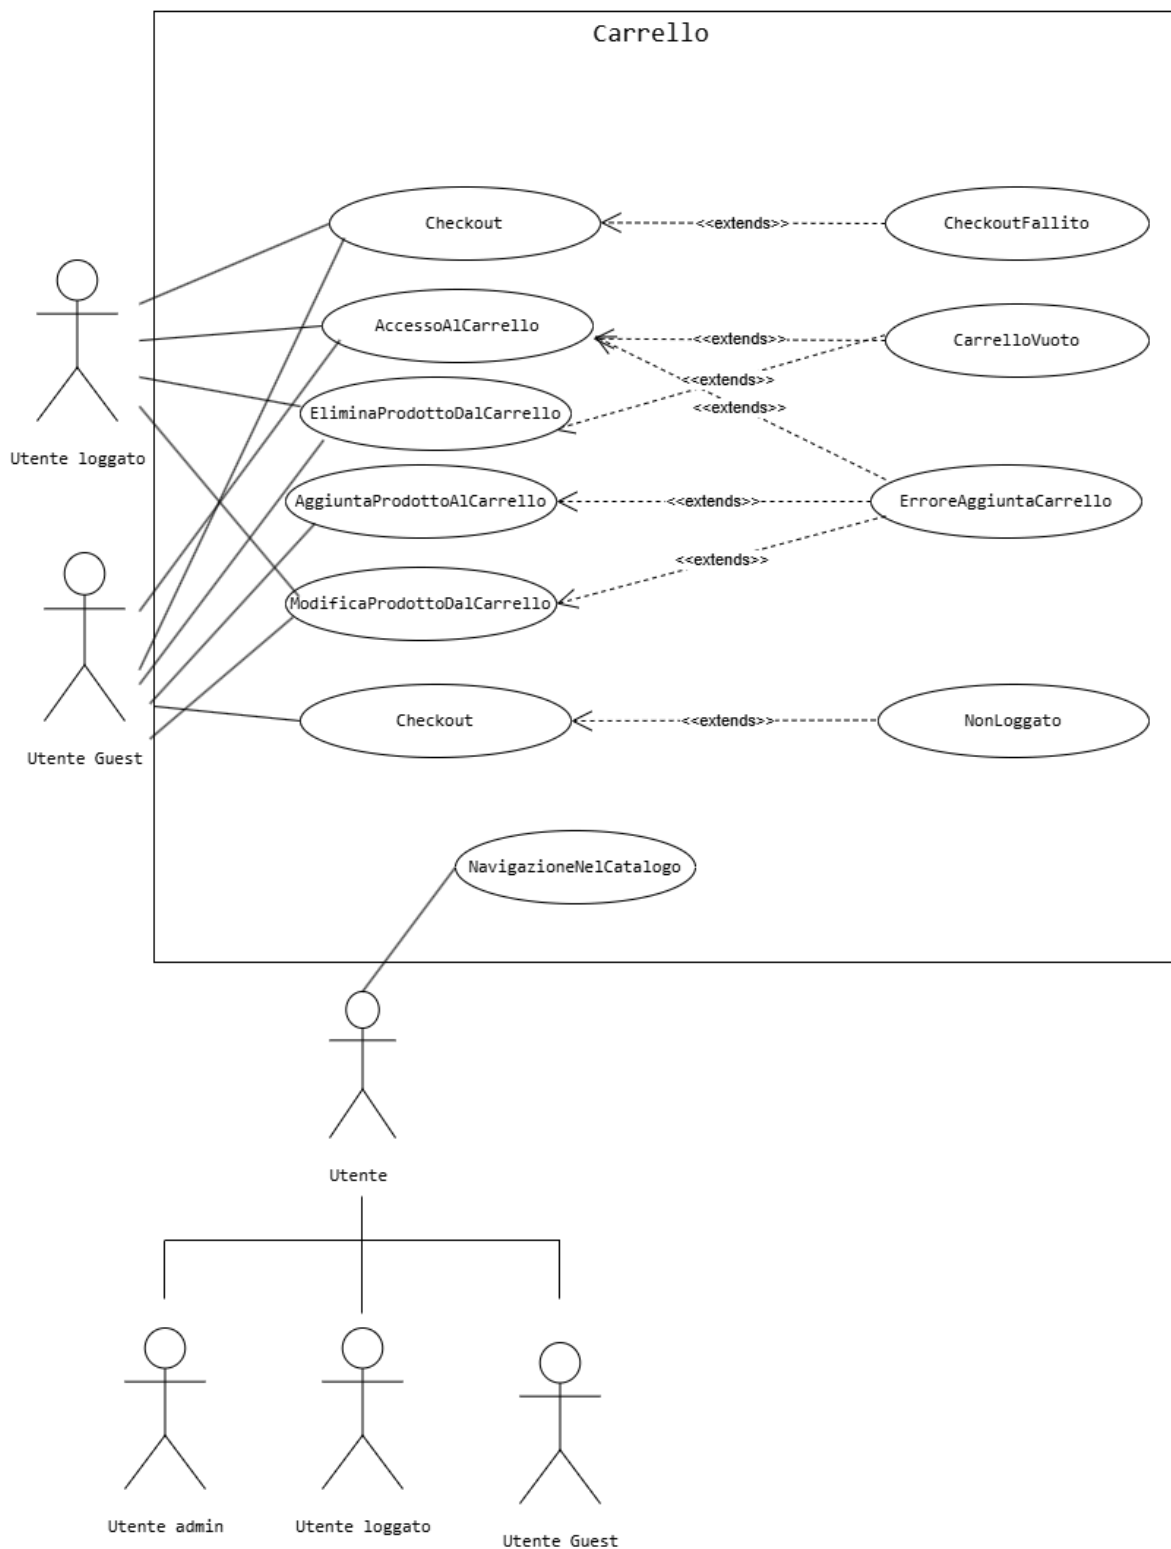 Carrello
Checkout
<<extends>>
CheckoutFallito
AccessoAlCarrello
<<extends>>
CarrelloVuoto
<<extends>>
<<extends>>
EliminaProdottoDalCarrello
Utente loggato
AggiuntaProdottoAlCarrello
<<extends>>
ErroreAggiuntaCarrello
<<extends>>
ModificaProdottoDalCarrello
Checkout
<<extends>>
NonLoggato
Utente Guest
NavigazioneNelCatalogo
Utente
Utente admin
Utente loggato
Utente Guest